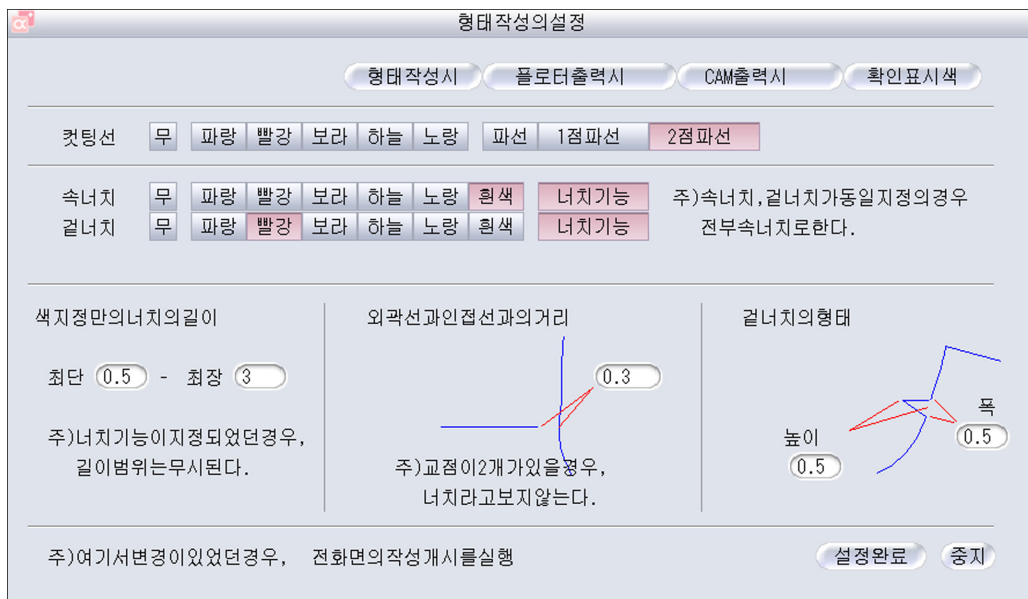 형태작성의설정
형태작성시 플로터출력시 CAM출력시 확인표시색
컷팅선 무 파랑 빨강 보라 하늘 노랑 파선 1점파선 2점파선
속너치 무 파랑 빨강 보라 하늘 노랑 흰색 너치기능 주)속너치,겉너치가동일지정의경우
겉너치 무 파랑 빨강 보라 하늘 노랑 흰색 너치기능 전부속너치로한다.
색지정만의너치의길이
최단 0.5 - 최장 3
주)너치기능이지정되었던경우,
길이범위는무시된다.
외곽선과인접선과의거리
0.3
주)교점이2개가있을경우,
너치라고보지않는다.
겉너치의형태
폭
0.5
높이
0.5
주)여기서변경이있었던경우, 전화면의작성개시를실행 설정완료 중지